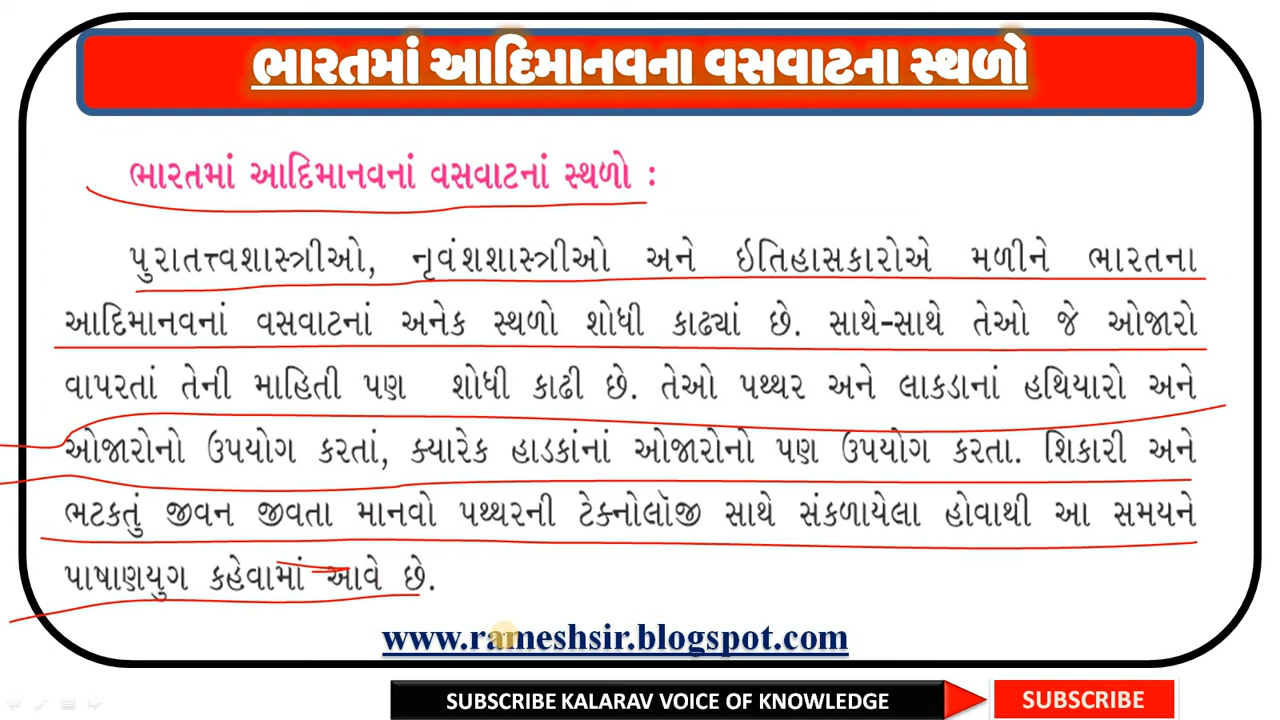 ભારતમાં આદિમાનવના વસવાટના સ્થળો
ભારતમાં આદિમાનવનાં વસવાટનાં સ્થળો :
પુરાતત્ત્વશાસ્ત્રીઓ, નૃવંશશાસ્ત્રીઓ અને ઇતિહાસકારોએ મળીને ભારતના
આદિમાનવનાં વસવાટનાં અનેક સ્થળો શોધી કાઢ્યાં છે. સાથે-સાથે તેઓ જે ઓજારો
વાપરતાં તેની માહિતી પણ શોધી કાઢી છે. તેઓ પથ્થર અને લાકડાનાં હથિયારો અને
ઓજારોનો ઉપયોગ કરતાં, ક્યારેક હાડકાંનાં ઓજારોનો પણ ઉપયોગ કરતા. શિકારી અને
ભટકતું જીવન જીવતા માનવો પથ્થરની ટેક્નોલૉજી સાથે સંકળાયેલા હોવાથી આ સમયને
પાષાણયુગ કહેવામાં આવે છે.
www.rameshsir.blogspot.com
SUBSCRIBE KALARAV VOICE OF KNOWLEDGE
SUBSCRIBE